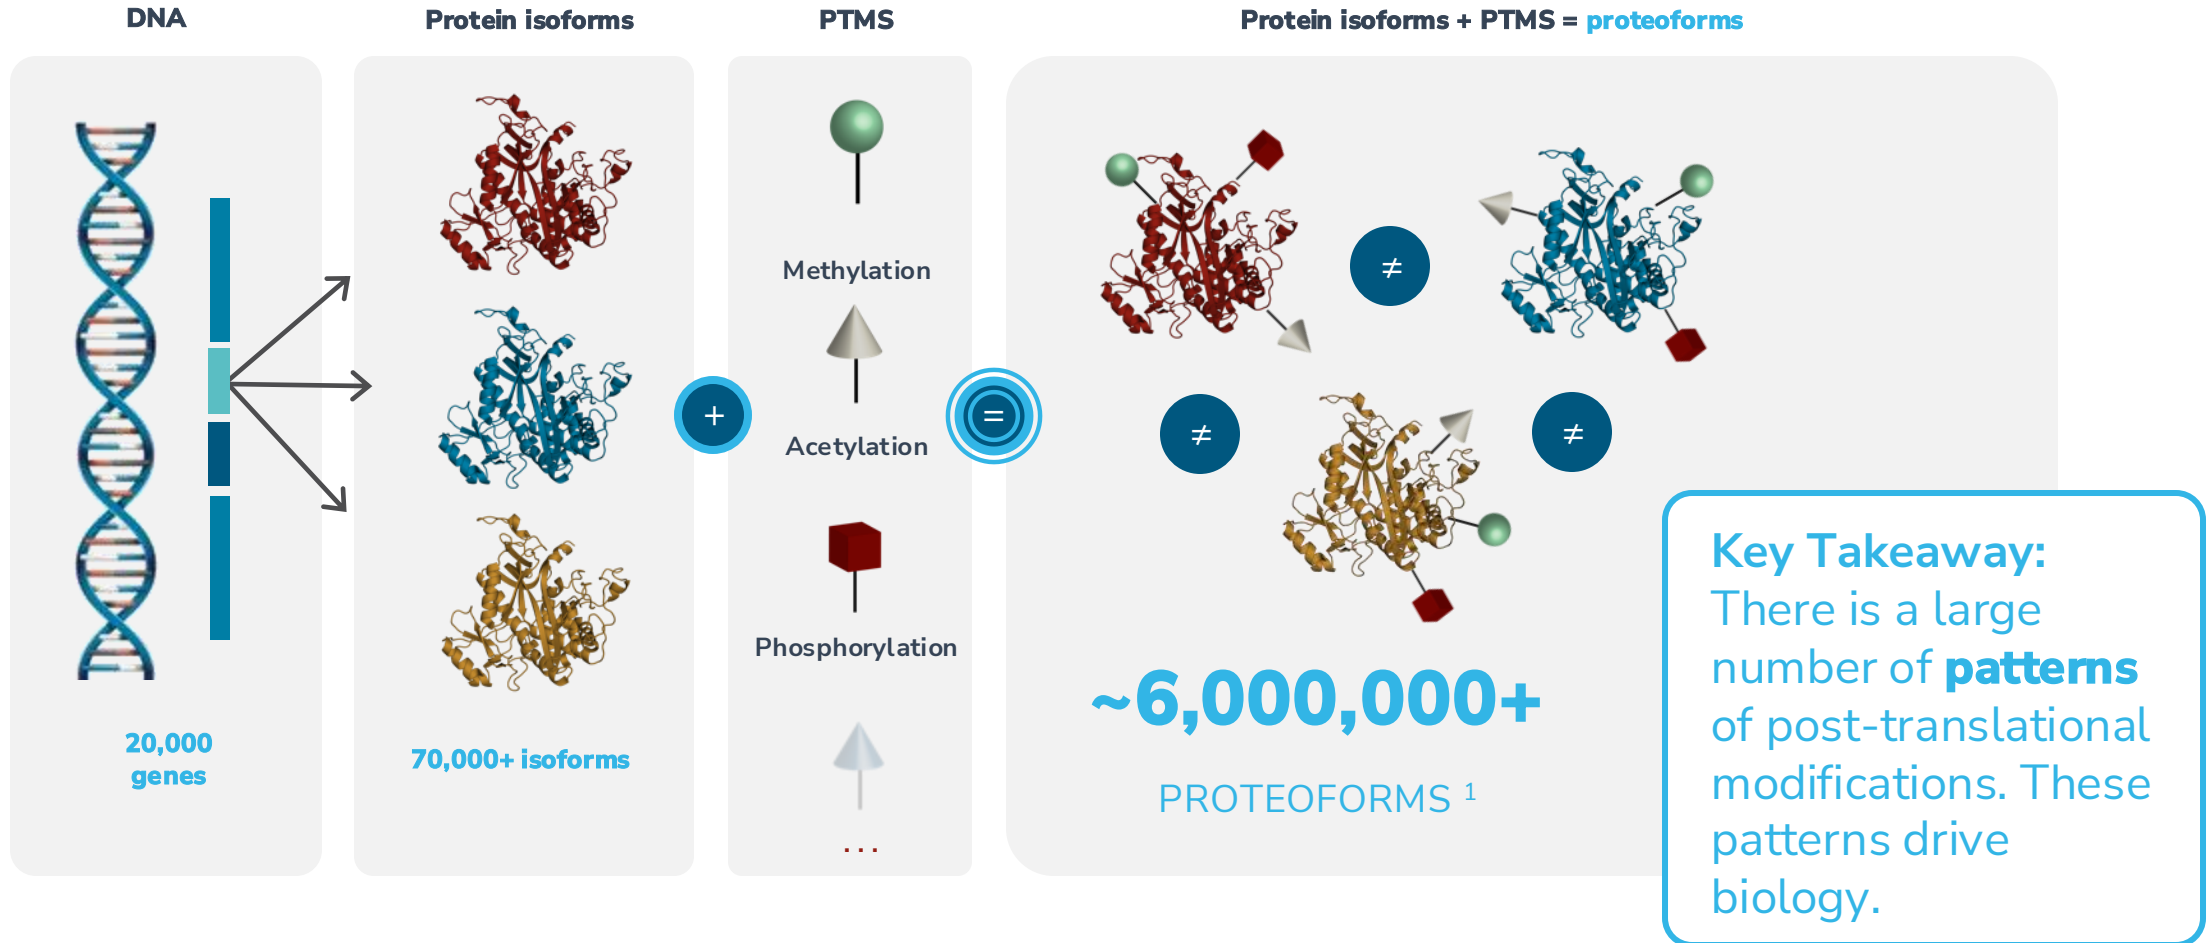 DNA
Protein isoforms
PTMS
Protein isoforms + PTMS = proteoforms
20,000
genes
70,000+ isoforms
+
Methylation
Acetylation
Phosphorylation
...
=
≠
≠
≠
~6,000,000+
PROTEOFORMS 1
Key Takeaway:
There is a large
number of patterns
of post-translational
modifications. These
patterns drive
biology.